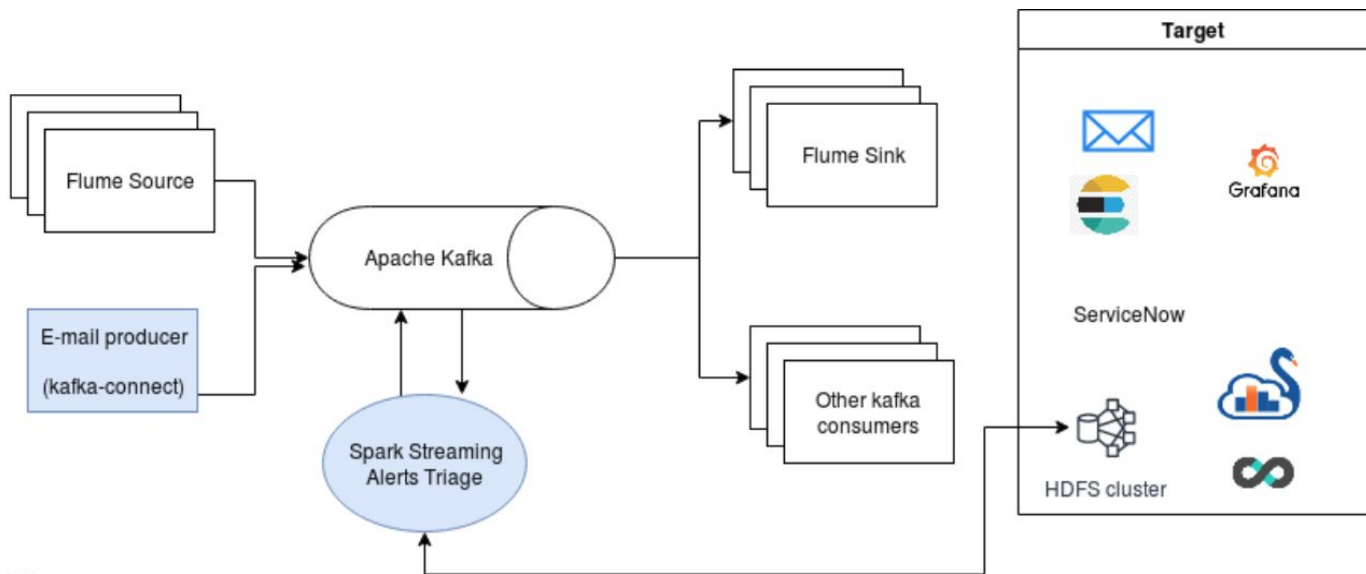 Target
Flume Source
Flume Sink
Grafana
Apache Kafka
E-mail producer
(kafka-connect)
ServiceNow
Other kafka
consumers
Spark Streaming
Alerts Triage
HDFS cluster